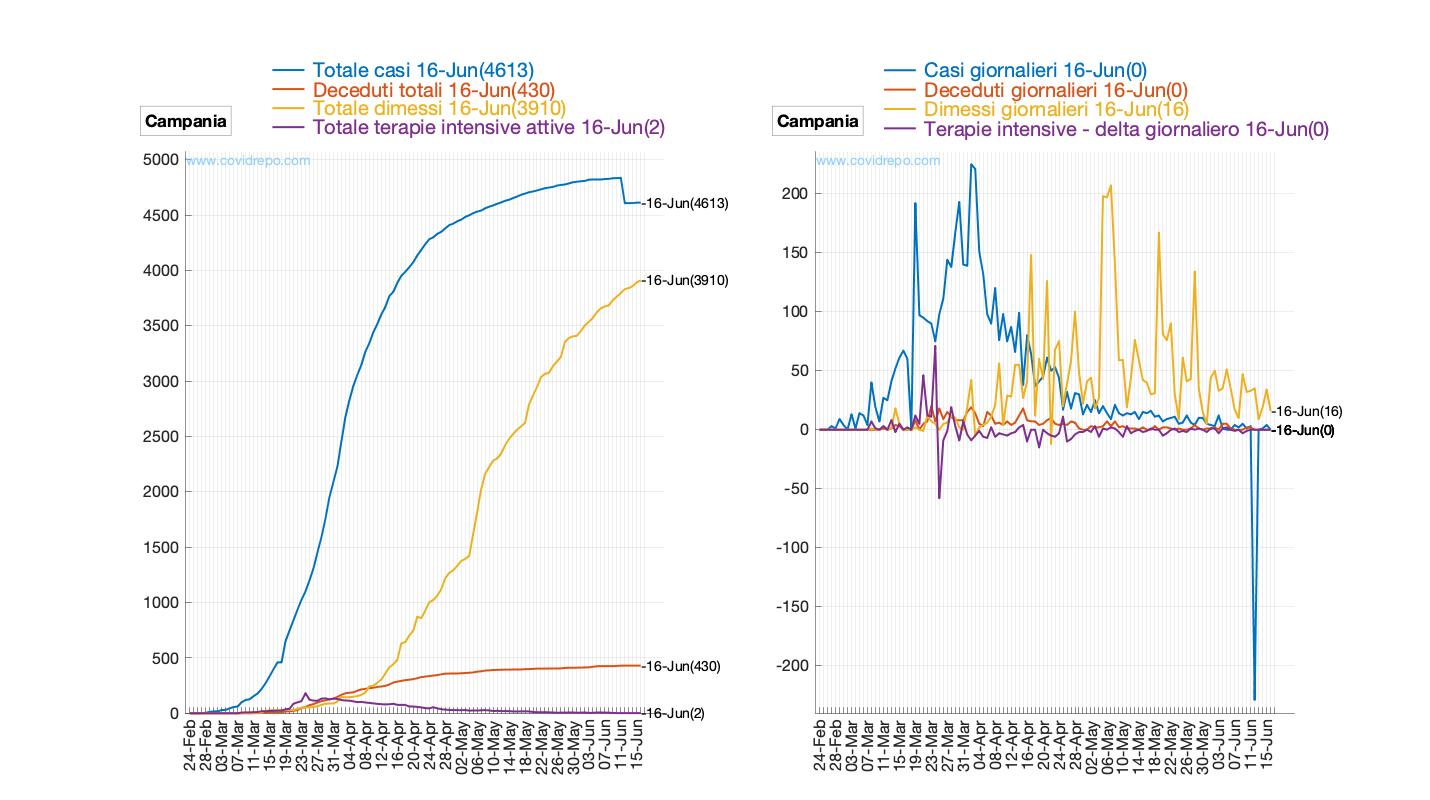 Totale casi 16-Jun(4613)
Deceduti totali 16-Jun(430)
Totale dimessi 16-Jun(3910)
Totale terapie intensive attive 16-Jun(2)
Campania
www.covidrepo.com
5000
4500
4000
3500
3000
2500
2000
1500
1000
500
0
-16-Jun(4613)
-16-Jun(3910)
-16-Jun(430)
-16-Jun(2)
24-Feb
28-Feb
03-Mar
07-Mar
11-Mar
15-Mar
19-Mar
23-Mar
27-Mar
31-Mar
04-Apr
08-Apr
12-Apr
16-Apr
20-Apr
24-Apr
28-Apr
02-May
06-May
10-May
14-May
18-May
22-May
26-May
30-May
03-Jun
07-Jun
11-Jun
15-Jun
Casi giornalieri 16-Jun(0)
Deceduti giornalieri 16-Jun(0)
Dimessi giornalieri 16-Jun(16)
Terapie intensive - delta giornaliero 16-Jun(0)
Campania
www.covidrepo.com
200
150
100
50
0
-50
-100
-150
-200
-16-Jun(16)
-16-Jun(0)
24-Feb
28-Feb
03-Mar
07-Mar
11-Mar
15-Mar
19-Mar
23-Mar
27-Mar
31-Mar
04-Apr
08-Apr
12-Apr
16-Apr
20-Apr
24-Apr
28-Apr
02-May
06-May
10-May
14-May
18-May
22-May
26-May
30-May
03-Jun
07-Jun
11-Jun
15-Jun